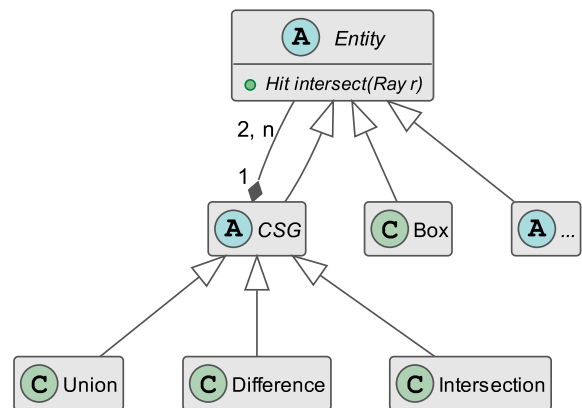 A Entity
Hit intersect(Ray r)
2, n
1
A CSG
C Box
A ...
C Union
C Difference
C Intersection